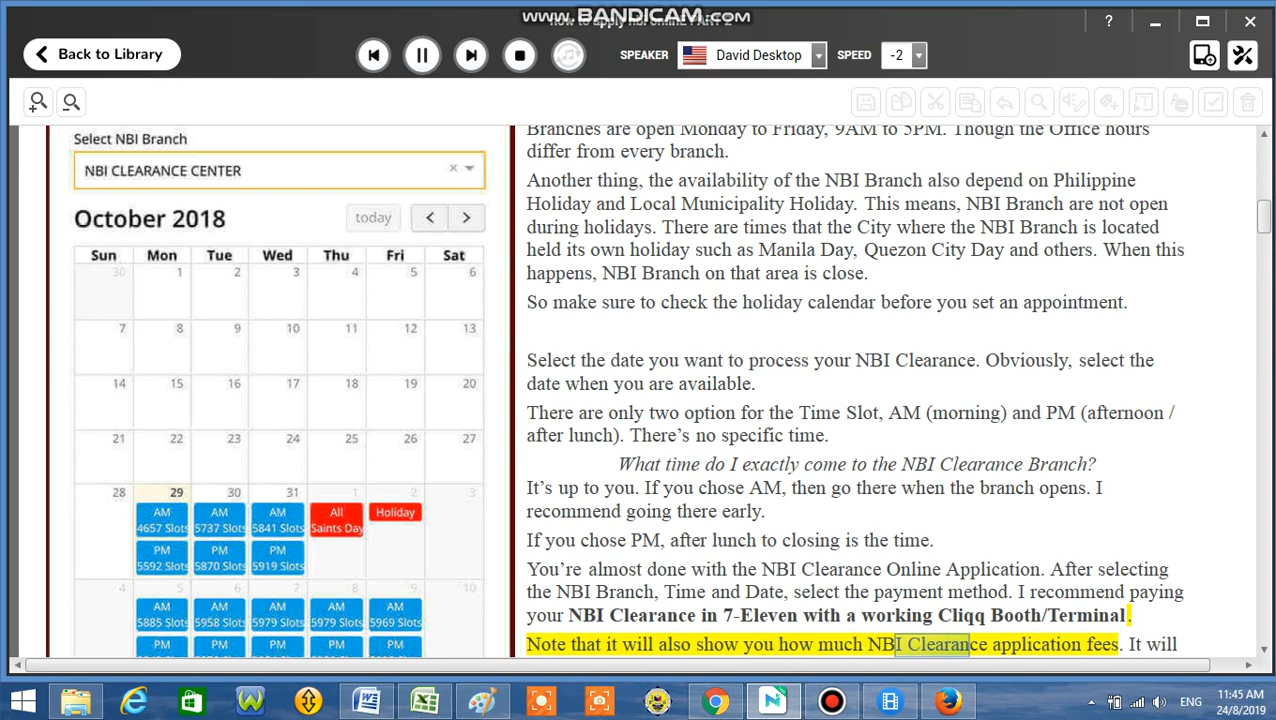 www.BANDICAM.com
how to apply nbi online PART 2
Back to Library
SPEAKER
David Desktop
SPEED
-2
Select NBI Branch
NBI CLEARANCE CENTER
October 2018
today
Sun Mon Tue Wed Thu Fri Sat
30 1 2 3 4 5 6
7 8 9 10 11 12 13
14 15 16 17 18 19 20
21 22 23 24 25 26 27
28 29 30 31 1 2 3
AM AM AM All Holiday
4657 Slots 5737 Slots 5841 Slots Saints Day
PM PM PM
5592 Slots 5870 Slots 5919 Slots
4 5 6 7 8 9 10
AM AM AM AM AM
5885 Slots 5958 Slots 5979 Slots 5979 Slots 5969 Slots
PM PM PM PM PM
Branches are open Monday to Friday, 9AM to 5PM. Though the Office hours
differ from every branch.
Another thing, the availability of the NBI Branch also depend on Philippine
Holiday and Local Municipality Holiday. This means, NBI Branch are not open
during holidays. There are times that the City where the NBI Branch is located
held its own holiday such as Manila Day, Quezon City Day and others. When this
happens, NBI Branch on that area is close.
So make sure to check the holiday calendar before you set an appointment.
Select the date you want to process your NBI Clearance. Obviously, select the
date when you are available.
There are only two option for the Time Slot, AM (morning) and PM (afternoon /
after lunch). There's no specific time.
What time do I exactly come to the NBI Clearance Branch?
It's up to you. If you chose AM, then go there when the branch opens. I
recommend going there early.
If you chose PM, after lunch to closing is the time.
You're almost done with the NBI Clearance Online Application. After selecting
the NBI Branch, Time and Date, select the payment method. I recommend paying
your NBI Clearance in 7-Eleven with a working Cliqq Booth/Terminal.
Note that it will also show you how much NBI Clearance application fees. It will
ENG
11:45 AM
24/8/2019